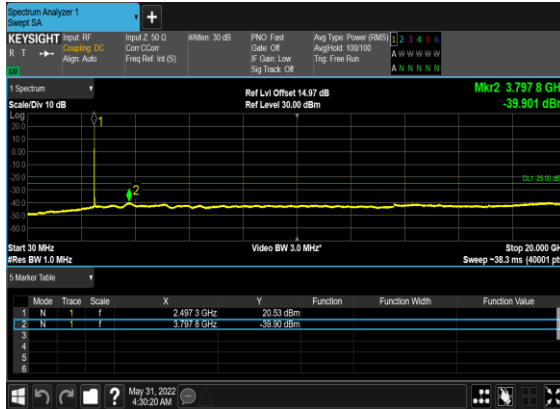 Spectrum Analyzer 1
Swept SA
+
KEYSIGHT Input: RF Input Z: 50 Ω #Atten: 30 dB PNO: Fast Avg Type: Power (RMS) 1 2 3 4 5 6
R T Coupling: DC Corr CCorr Gate: Off Avg|Hold: 100/100 A W W W W W
Align: Auto Freq Ref: Int (S) IF Gain: Low Trig: Free Run
Sig Track: Off A N N N N N
LU
1 Spectrum Ref Lvl Offset 14.97 dB Mkr2 3.797 8 GH
Scale/Div 10 dB Ref Level 30.00 dBm -39.901 dBr
Log
20.0
10.0
0.00
-10.0
-20.0
-30.0
-40.0
-50.0
-60.0
1
2
DL1 -25.00 dB
Start 30 MHz Video BW 3.0 MHz* Stop 20.000 GH
#Res BW 1.0 MHz Sweep ~38.3 ms (40001 pt
5 Marker Table
Mode Trace Scale X Y Function Function Width Function Value
1 N 1 f 2.497 3 GHz 20.53 dBm
2 N 1 f 3.797 8 GHz -39.90 dBm
3
4
5
6
? May 31, 2022
4:30:20 AM